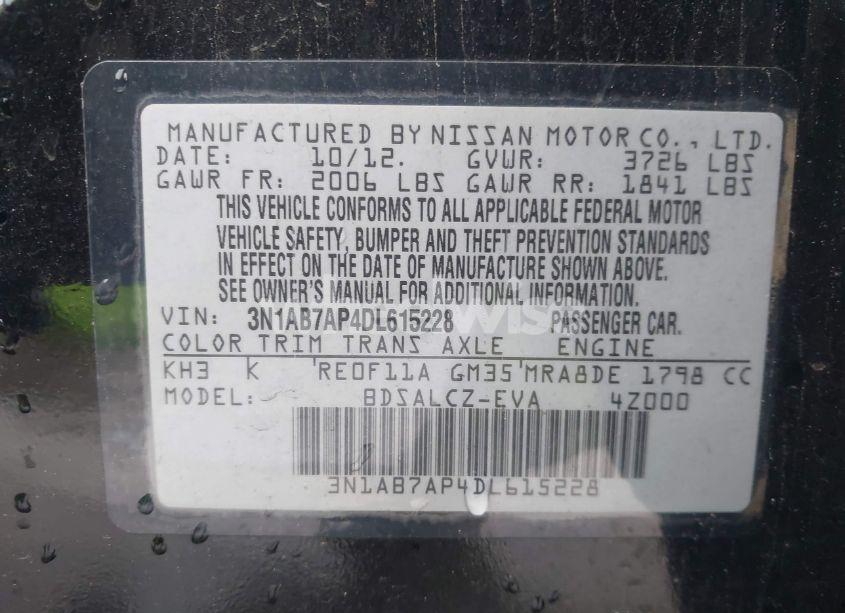 MANUFACTURED BY NISSAN MOTOR CO., LTD.
DATE: 10/12. GVWR: 3726 LBS
GAWR FR: 2006 LBS GAWR RR: 1841 LBS
THIS VEHICLE CONFORMS TO ALL APPLICABLE FEDERAL MOTOR
VEHICLE SAFETY, BUMPER AND THEFT PREVENTION STANDARDS
IN EFFECT ON THE DATE OF MANUFACTURE SHOWN ABOVE.
SEE OWNER'S MANUAL FOR ADDITIONAL INFORMATION.
VIN: 3N1AB7AP4DL615228 PASSENGER CAR.
COLOR TRIM TRANS AXLE ENGINE
KH3 K RE0F11A GM35 MRA8DE 1798 CC
MODEL: BDSALCZ-EVA 4Z000
3N1AB7AP4DL615228